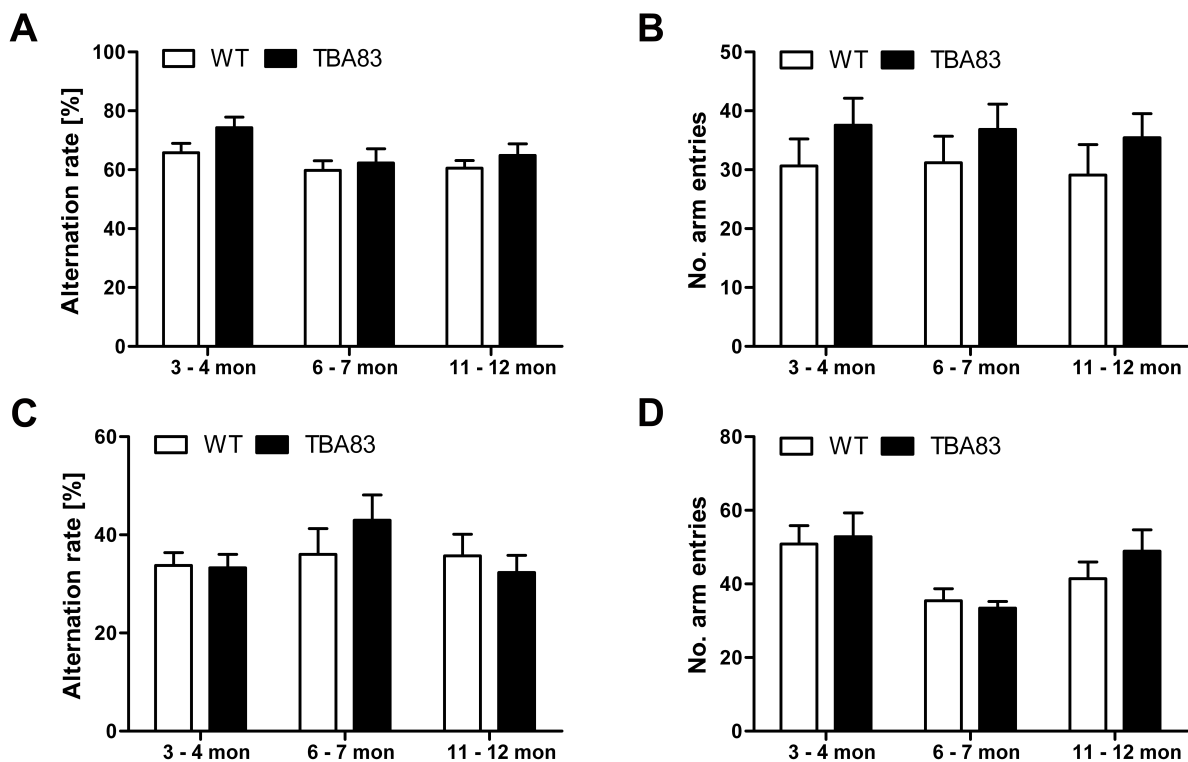 A
Alternation rate [%]
100
80
60
40
20
0
WT TBA83
3 - 4 mon 6 - 7 mon 11 - 12 mon
B
No. arm entries
50
40
30
20
10
0
WT TBA83
3 - 4 mon 6 - 7 mon 11 - 12 mon
C
Alternation rate [%]
60
40
20
0
WT TBA83
3 - 4 mon 6 - 7 mon 11 - 12 mon
D
No. arm entries
80
60
40
20
0
WT TBA83
3 - 4 mon 6 - 7 mon 11 - 12 mon